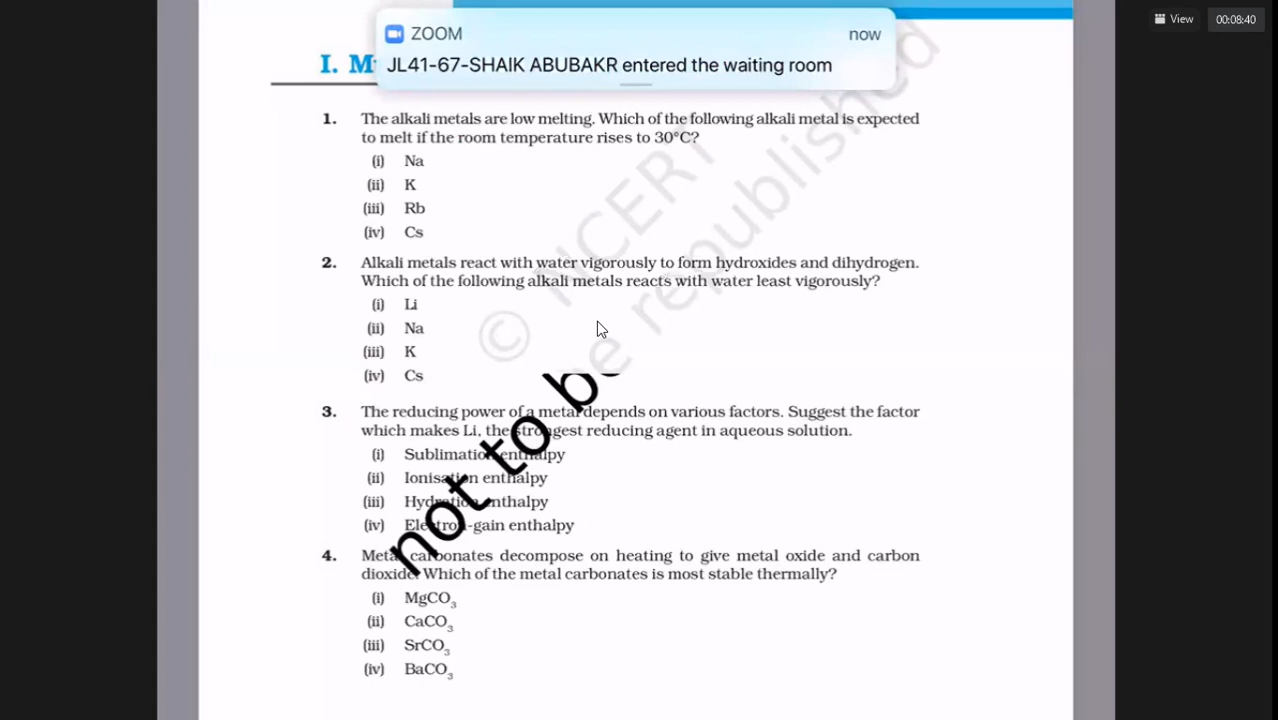 View
00:08:40
ZOOM
now
JL41-67-SHAIK ABUBAKR entered the waiting room
I. M
1. The alkali metals are low melting. Which of the following alkali metal is expected
to melt if the room temperature rises to 30°C?
(i) Na
(ii) K
(iii) Rb
(iv) Cs
2. Alkali metals react with water vigorously to form hydroxides and dihydrogen.
Which of the following alkali metals reacts with water least vigorously?
(i) Li
(ii) Na
(iii) K
(iv) Cs
3. The reducing power of a metal depends on various factors. Suggest the factor
which makes Li, the strongest reducing agent in aqueous solution.
(i) Sublimation enthalpy
(ii) Ionisation enthalpy
(iii) Hydration enthalpy
(iv) Electron-gain enthalpy
4. Metal carbonates decompose on heating to give metal oxide and carbon
dioxide. Which of the metal carbonates is most stable thermally?
(i) MgCO₃
(ii) CaCO₃
(iii) SrCO₃
(iv) BaCO₃
© NCERT
not to be republished